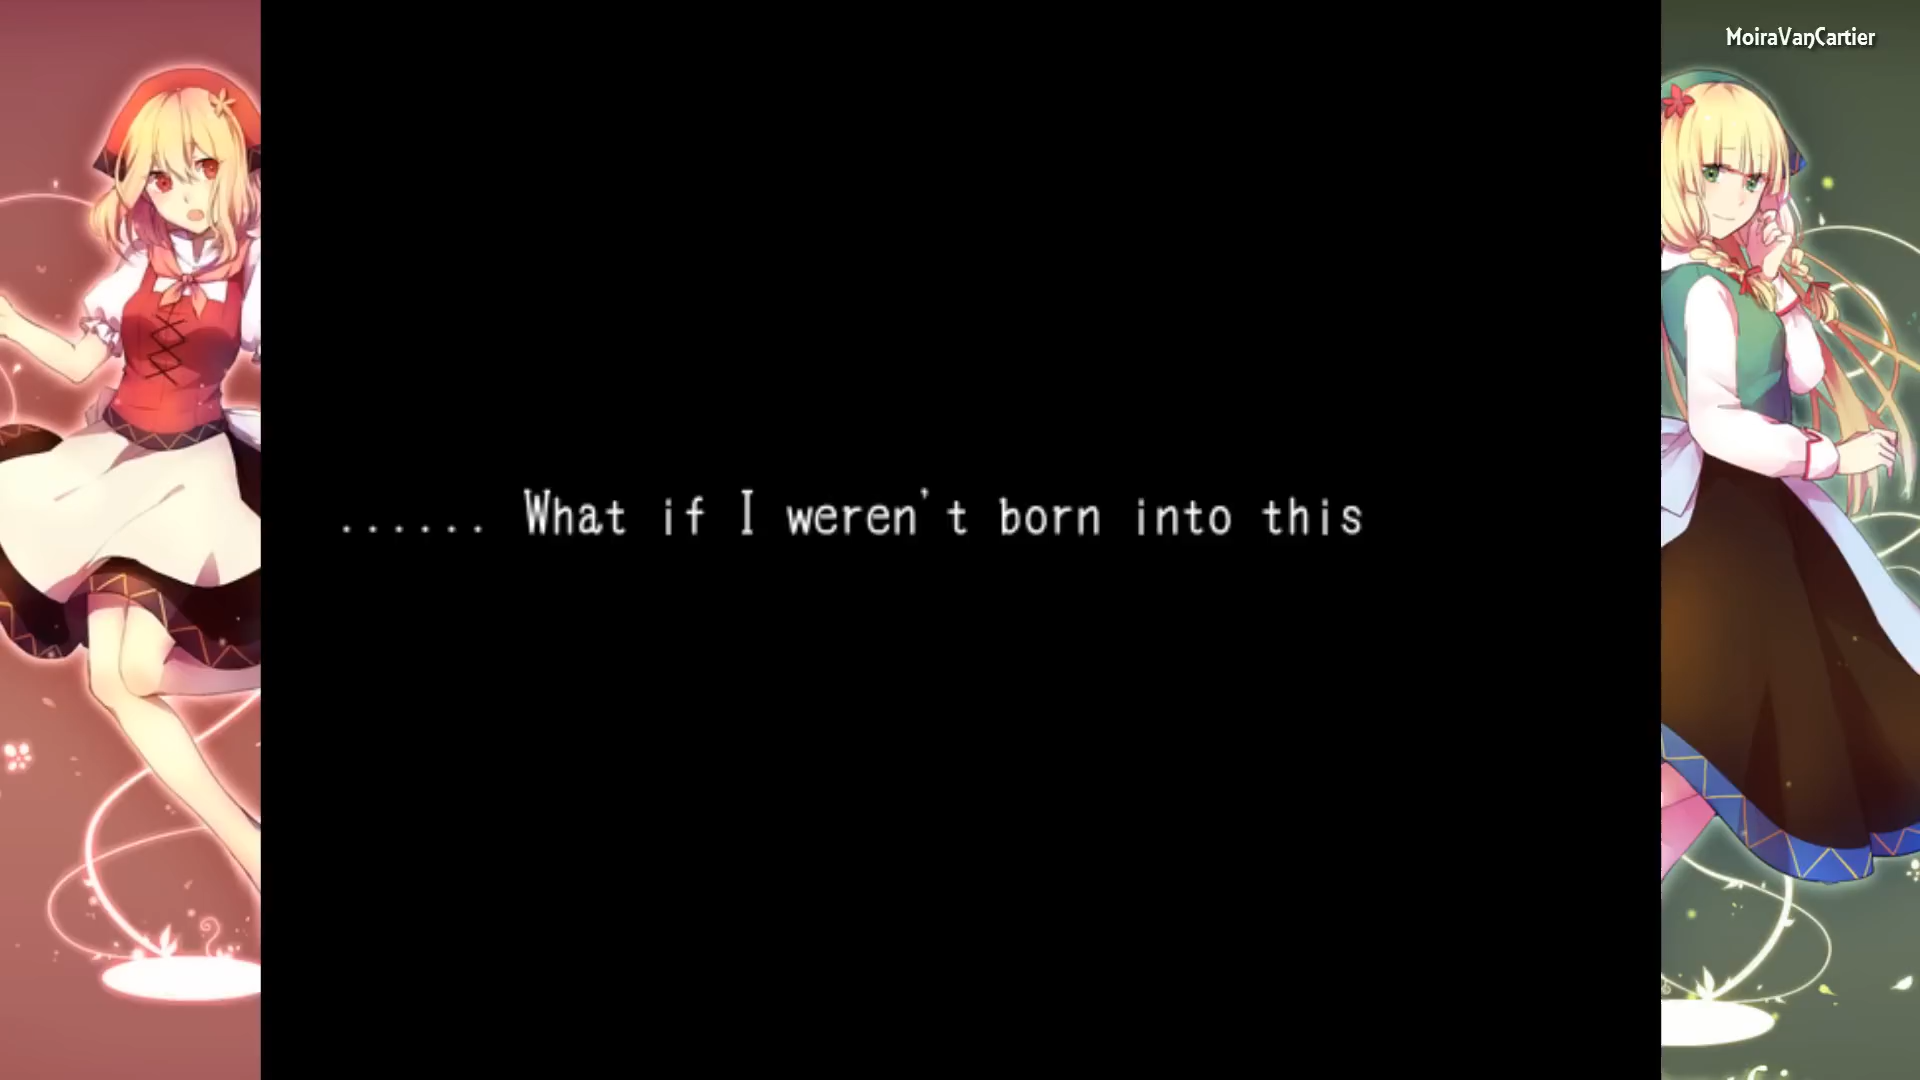 MoiraVanCartier
...... What if I weren't born into this